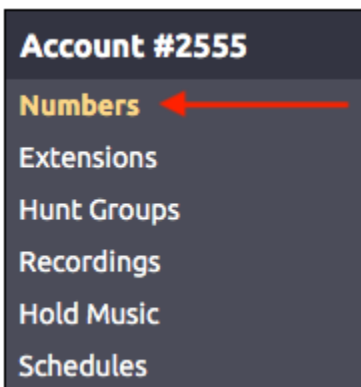 Account #2555
Numbers
Extensions
Hunt Groups
Recordings
Hold Music
Schedules